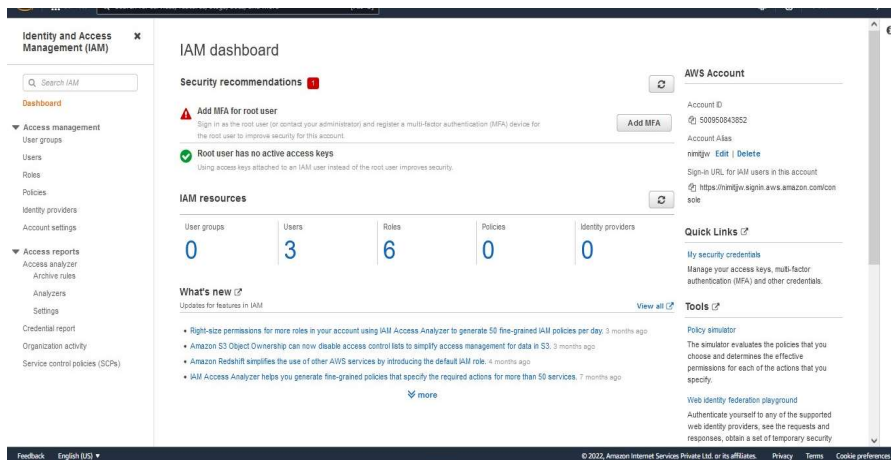 Identity and Access
Management (IAM)
Search IAM
Dashboard
Access management
User groups
Users
Roles
Policies
Identity providers
Account settings
Access reports
Access analyzer
Archive rules
Analyzers
Settings
Credential report
Organization activity
Service control policies (SCPs)
IAM dashboard
Security recommendations 1
Add MFA for root user
Sign in as the root user (or contact your administrator) and register a multi-factor authentication (MFA) device for
the root user to improve security for this account.
Add MFA
Root user has no active access keys
Using access keys attached to an IAM user instead of the root user improves security.
IAM resources
User groups
0
Users
3
Roles
6
Policies
0
Identity providers
0
What's new
Updates for features in IAM
View all
• Right-size permissions for more roles in your account using IAM Access Analyzer to generate 50 fine-grained IAM policies per day. 3 months ago
• Amazon S3 Object Ownership can now disable access control lists to simplify access management for data in S3. 3 months ago
• Amazon Redshift simplifies the use of other AWS services by introducing the default IAM role. 4 months ago
• IAM Access Analyzer helps you generate fine-grained policies that specify the required actions for more than 50 services. 7 months ago
more
AWS Account
Account ID
500950843852
Account Alias
nimitjjw Edit | Delete
Sign-in URL for IAM users in this account
https://nimitjjw.signin.aws.amazon.com/con
sole
Quick Links
My security credentials
Manage your access keys, multi-factor
authentication (MFA) and other credentials.
Tools
Policy simulator
The simulator evaluates the policies that you
choose and determines the effective
permissions for each of the actions that you
specify.
Web identity federation playground
Authenticate yourself to any of the supported
web identity providers, see the requests and
responses, obtain a set of temporary security
Feedback English (US) ▼
© 2022, Amazon Internet Services Private Ltd. or its affiliates. Privacy Terms Cookie preferences